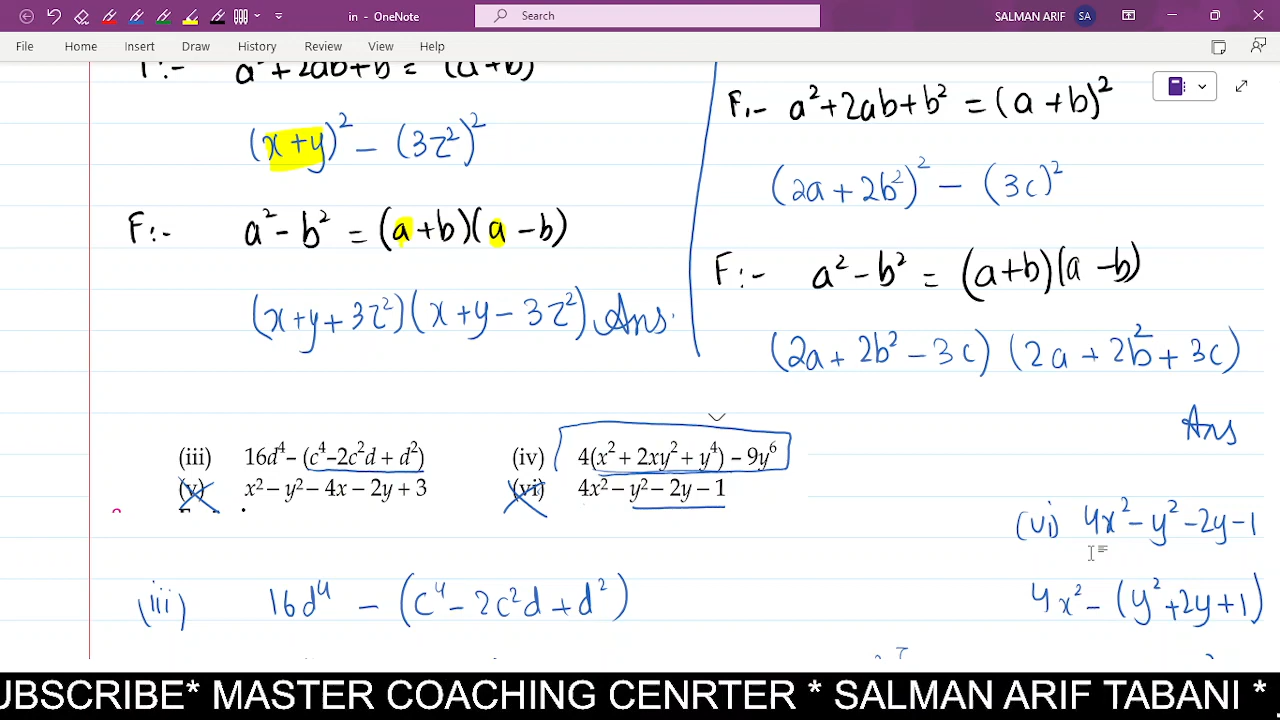 in - OneNote
Search
SALMAN ARIF SA
File Home Insert Draw History Review View Help
F:- a²+2ab+b² = (a+b)²
(x+y)² – (3z²)²
F:- a² - b² = (a+b)(a-b)
(x+y+3z²)(x+y-3z²) Ans.
F:- a²+2ab+b² = (a+b)²
(2a+2b²)² – (3c)²
F:- a² - b² = (a+b)(a-b)
(2a+2b²-3c) (2a+2b²+3c)
Ans
(iii) 16d⁴– (c⁴–2c²d + d²) (iv) 4(x² + 2xy² + y⁴) – 9y⁶
(v) x²– y²– 4x – 2y + 3 (vi) 4x² – y²– 2y – 1
(vi) 4x² - y² - 2y - 1
(iii) 16d⁴ – (c⁴ - 2c²d + d²)
4x² - (y² + 2y + 1)
UBSCRIBE* MASTER COACHING CENRTER * SALMAN ARIF TABANI *